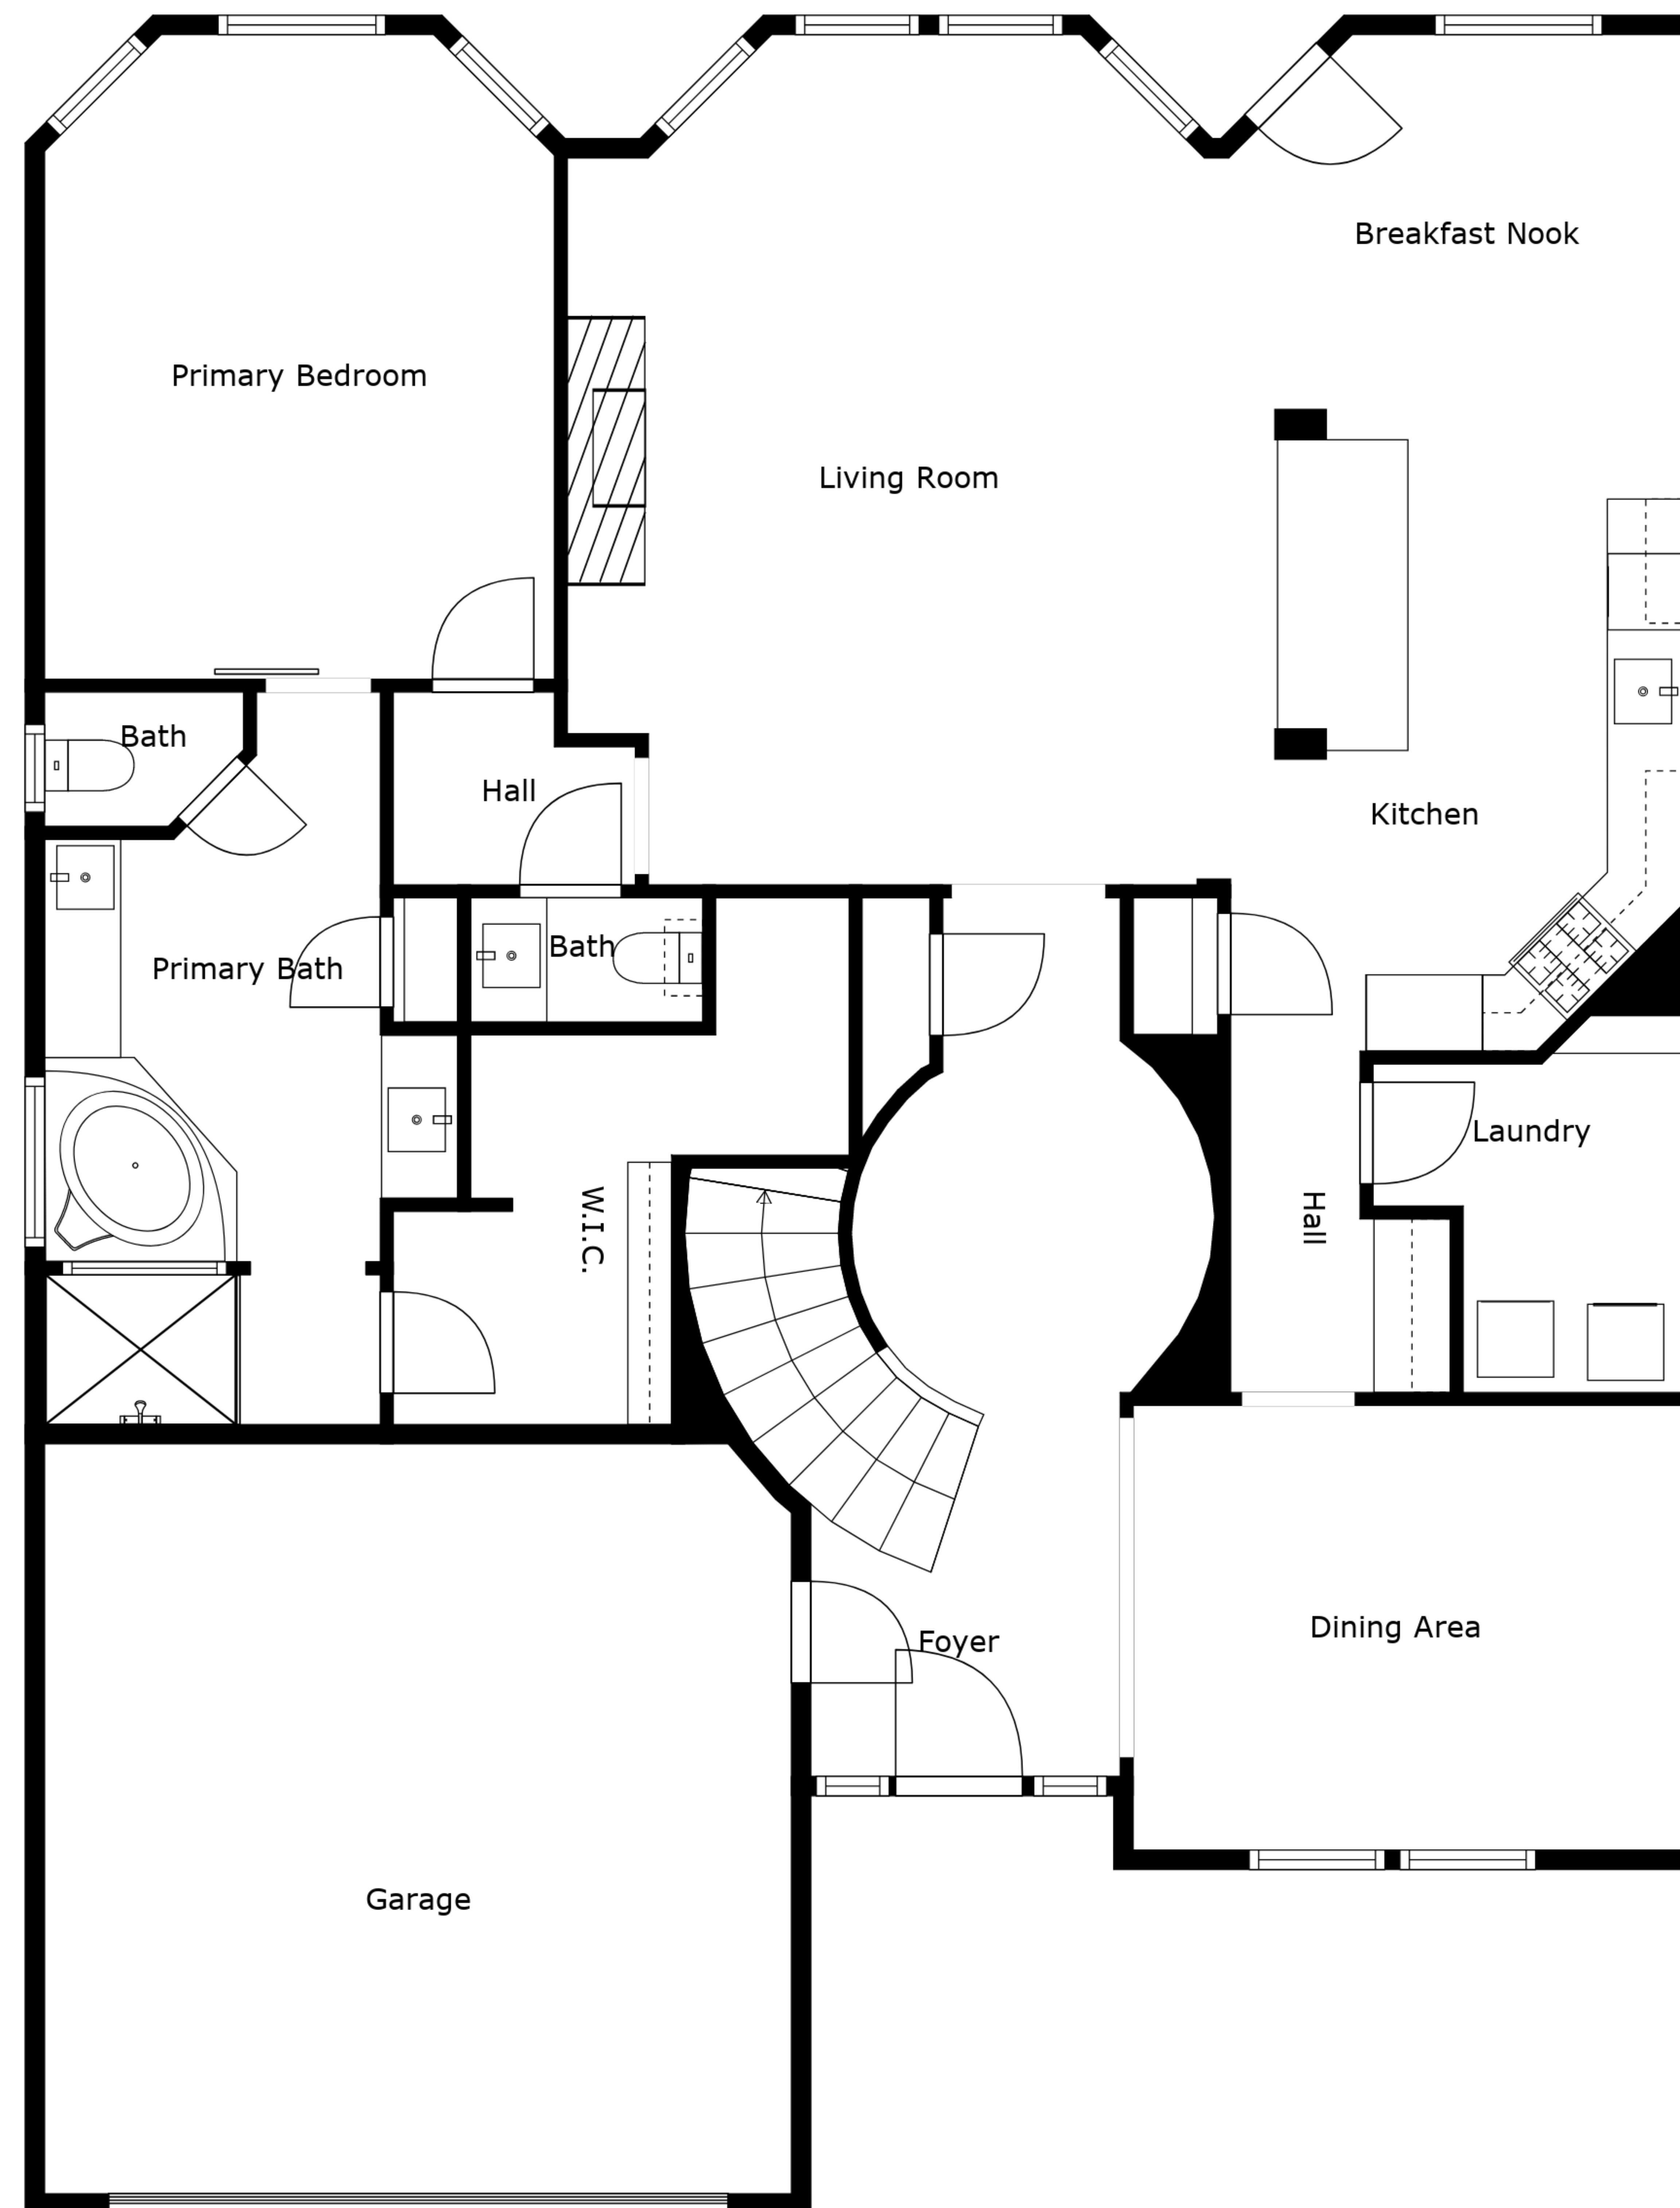 Breakfast Nook
Primary Bedroom
Living Room
Bath
Hall
Kitchen
Bath
Primary Bath
Laundry
W.I.C.
Hall
Foyer
Dining Area
Garage